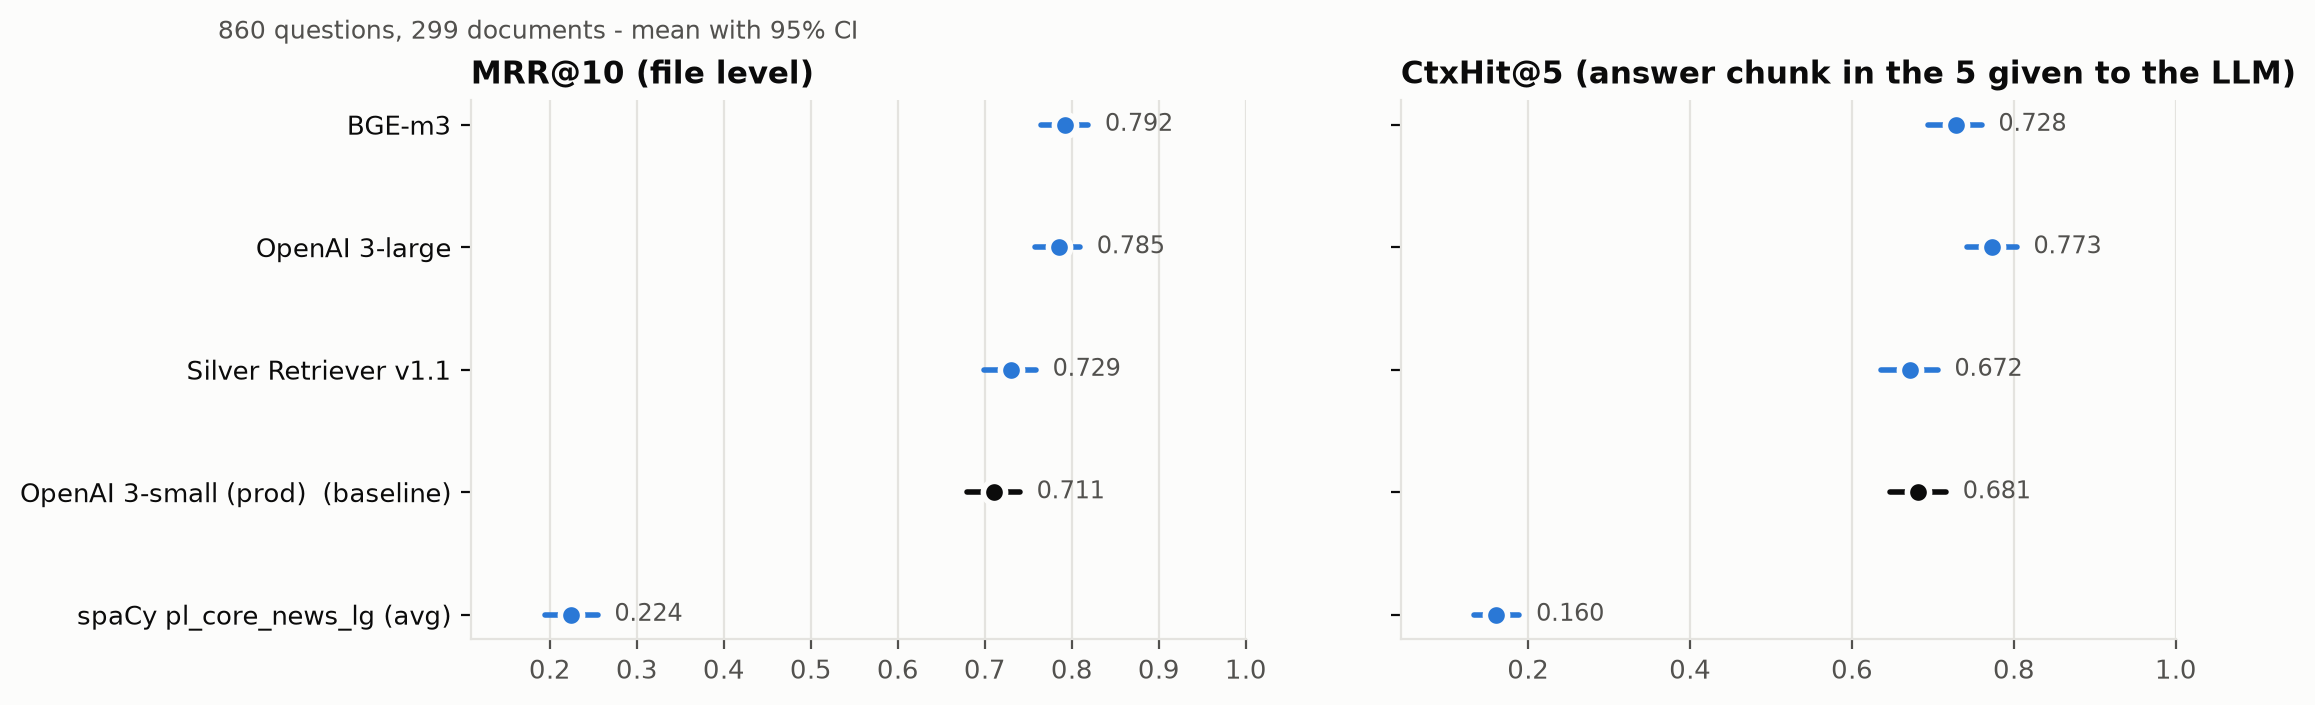 860 questions, 299 documents - mean with 95% CI
MRR@10 (file level)
CtxHit@5 (answer chunk in the 5 given to the LLM)
BGE-m3
0.792
0.728
OpenAI 3-large
0.785
0.773
Silver Retriever v1.1
0.729
0.672
OpenAI 3-small (prod)  (baseline)
0.711
0.681
spaCy pl_core_news_lg (avg)
0.224
0.160
0.2 0.3 0.4 0.5 0.6 0.7 0.8 0.9 1.0
0.2 0.4 0.6 0.8 1.0